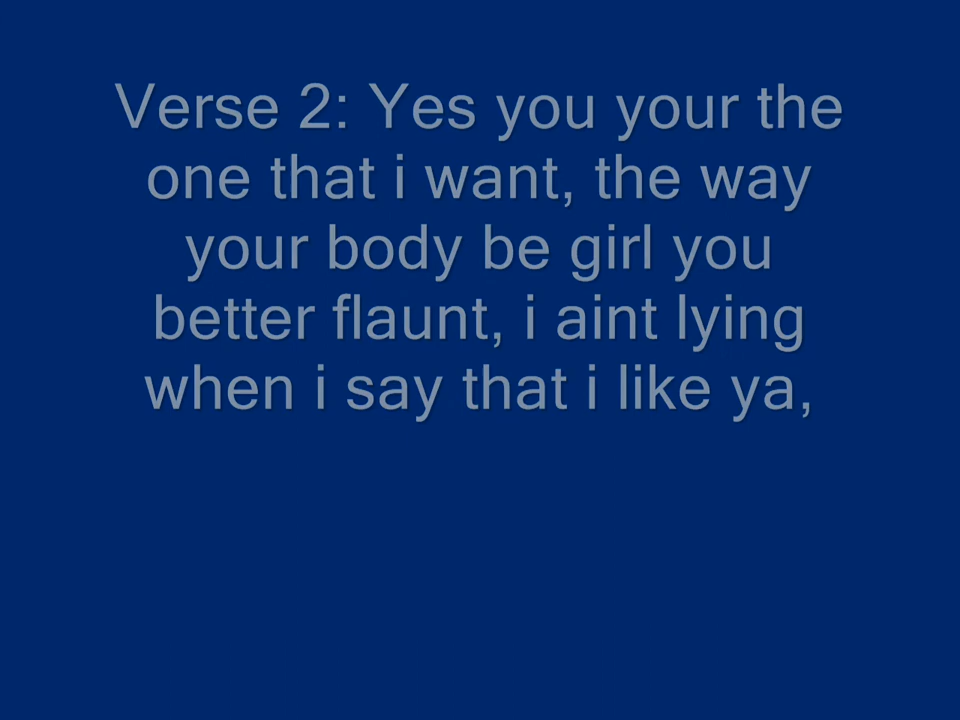 Verse 2: Yes you your the
one that i want, the way
your body be girl you
better flaunt, i aint lying
when i say that i like ya,